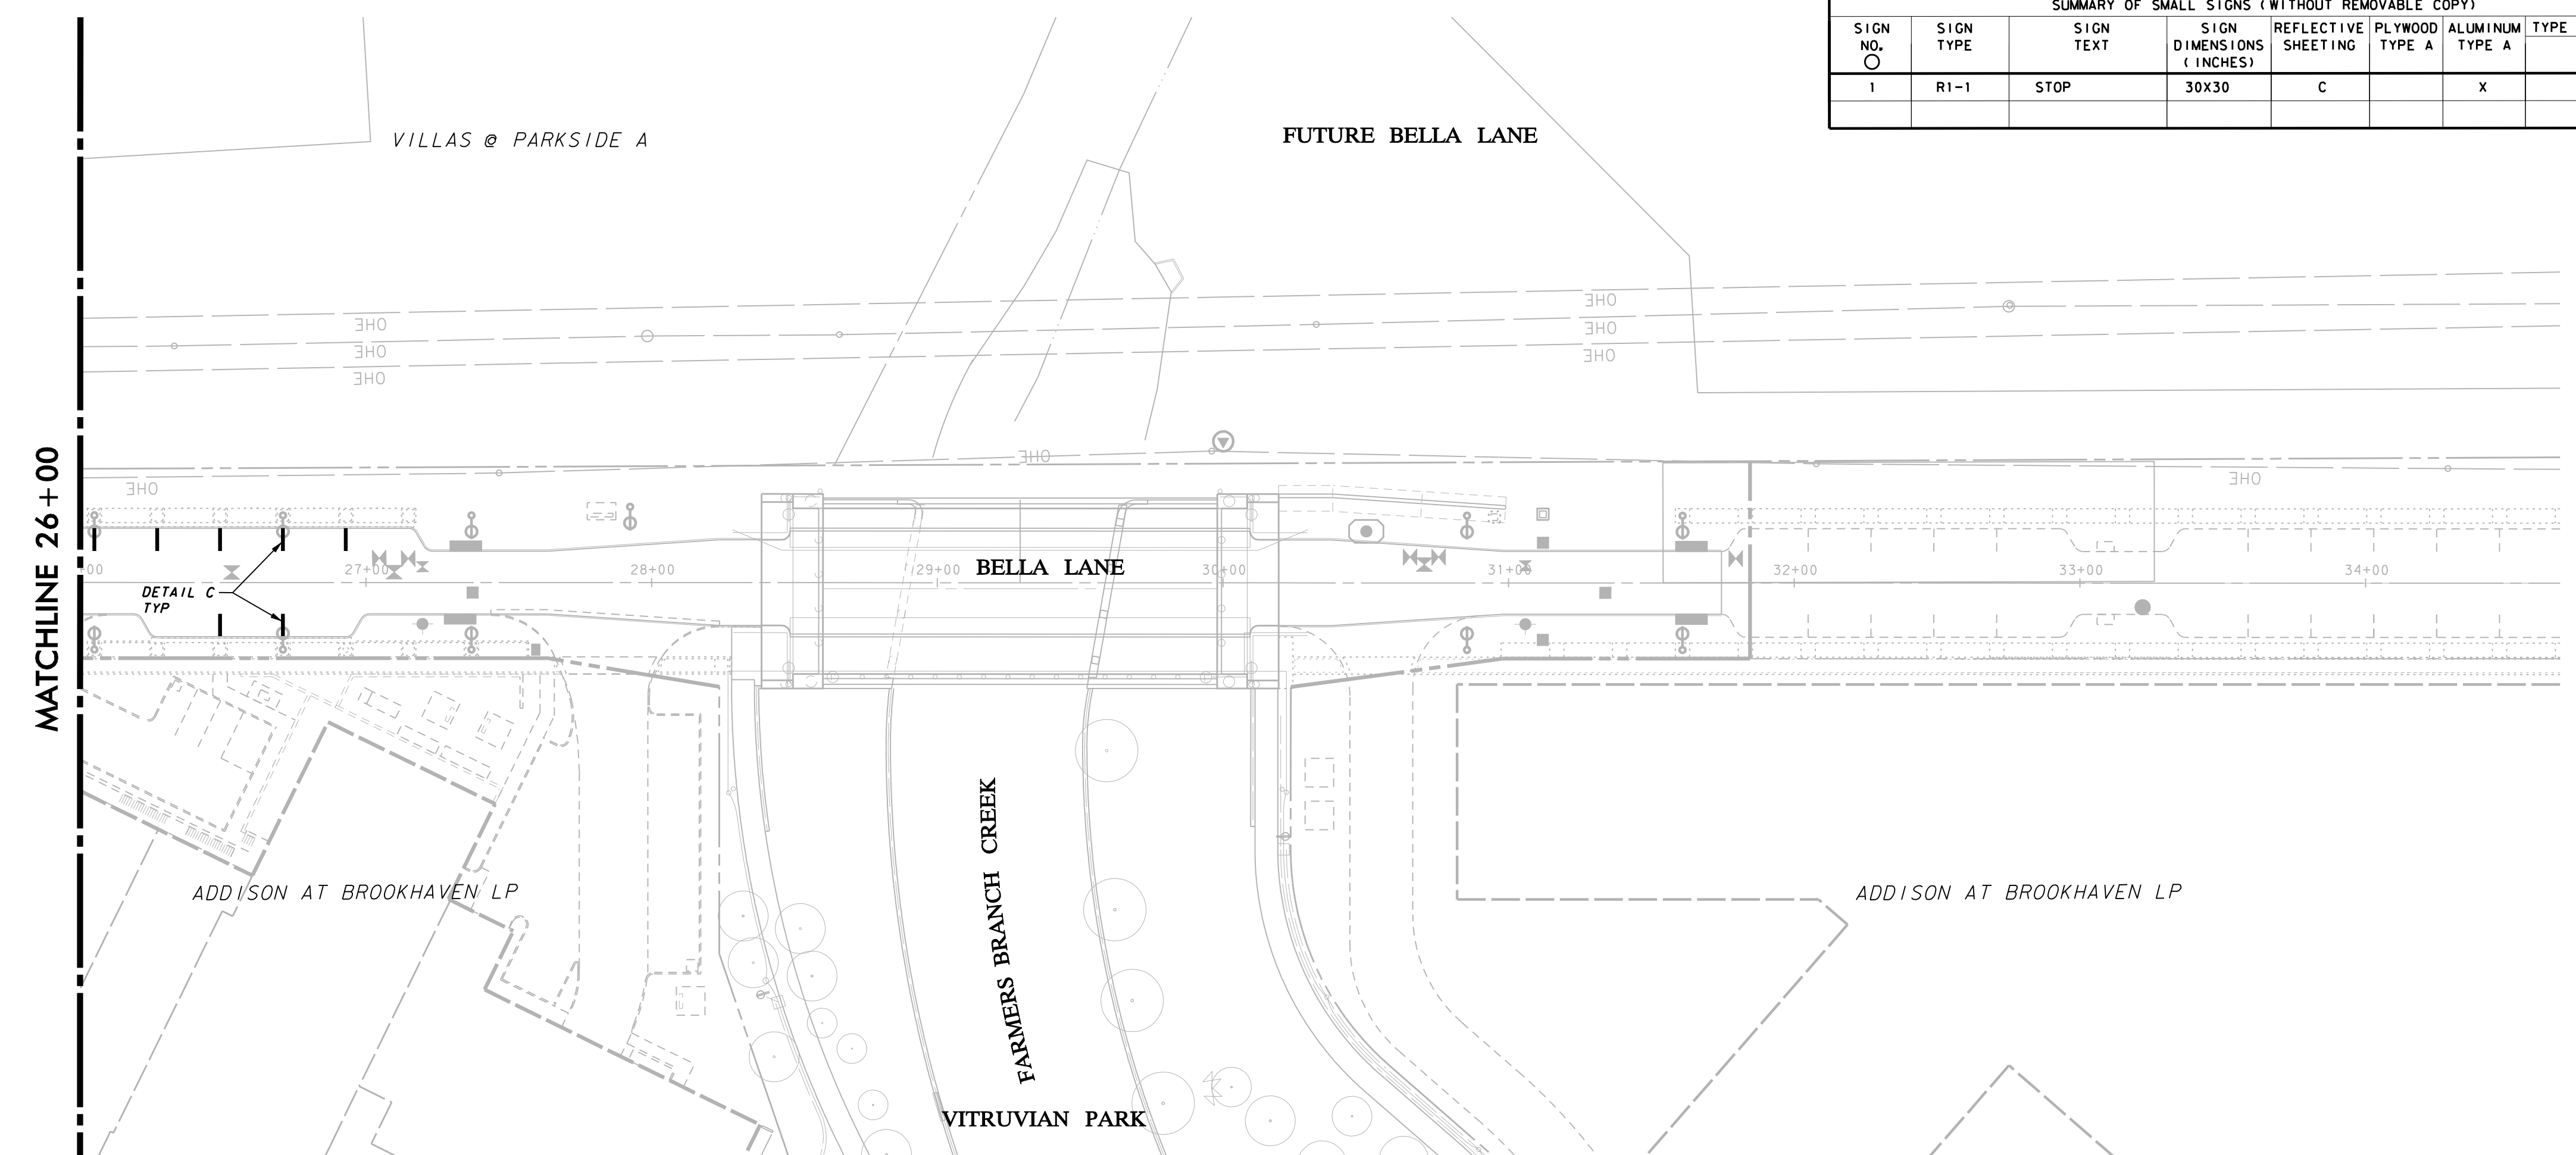 SUMMARY OF SMALL SIGNS (WITHOUT REMOVABLE COPY)
SIGN NO. SIGN TYPE SIGN TEXT SIGN DIMENSIONS (INCHES) REFLECTIVE SHEETING PLYWOOD TYPE A ALUMINUM TYPE A TYPE
1 R1-1 STOP 30X30 C X
VILLAS @ PARKSIDE A
FUTURE BELLA LANE
OHE
OHE
OHE
OHE
OHE
OHE
OHE
OHE
OHE
MATCHLINE 26+00
+00 27+00 28+00 29+00 30+00 31+00 32+00 33+00 34+00
BELLA LANE
DETAIL C
TYP
FARMERS BRANCH CREEK
ADDISON AT BROOKHAVEN LP
ADDISON AT BROOKHAVEN LP
VITRUVIAN PARK